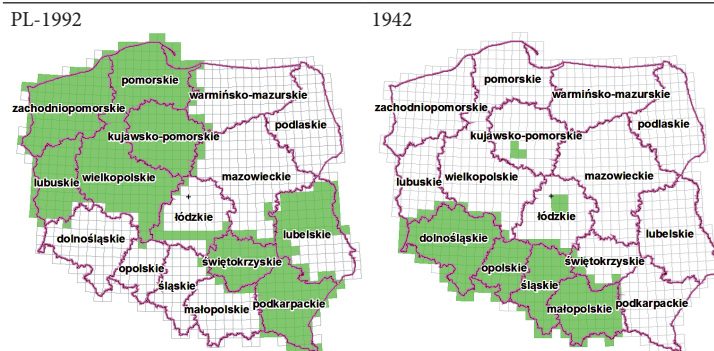 PL-1992
pomorskie
warmińsko-mazurskie
zachodniopomorskie
podlaskie
kujawsko-pomorskie
lubuskie
wielkopolskie
mazowieckie
łódzkie
lubelskie
dolnośląskie
świętokrzyskie
opolskie
śląskie
podkarpackie
małopolskie
1942
pomorskie
warmińsko-mazurskie
zachodniopomorskie
podlaskie
kujawsko-pomorskie
lubuskie
wielkopolskie
mazowieckie
łódzkie
lubelskie
dolnośląskie
świętokrzyskie
opolskie
śląskie
podkarpackie
małopolskie